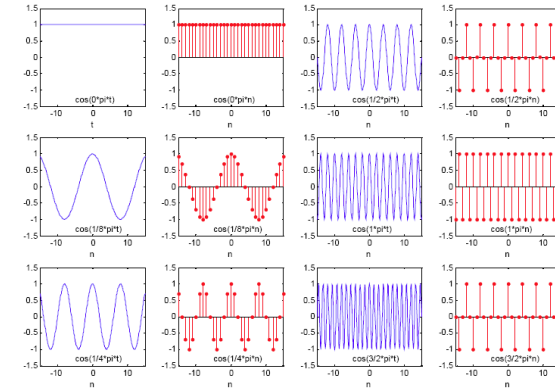 1.5 1.5 1.5 1.5
1 1 1 1
0.5 0.5 0.5 0.5
0 0 0 0
-0.5 -0.5 -0.5 -0.5
-1 -1 -1 -1
cos(0*pi*t) cos(0*pi*n) cos(1/2*pi*t) cos(1/2*pi*n)
-1.5 -1.5 -1.5 -1.5
-10 0 10 -10 0 10 -10 0 10 -10 0 10
t n n n
1.5 1.5 1.5 1.5
1 1 1 1
0.5 0.5 0.5 0.5
0 0 0 0
-0.5 -0.5 -0.5 -0.5
-1 -1 -1 -1
cos(1/8*pi*t) cos(1/8*pi*n) cos(1*pi*t) cos(1*pi*n)
-1.5 -1.5 -1.5 -1.5
-10 0 10 -10 0 10 -10 0 10 -10 0 10
n n n n
1.5 1.5 1.5 1.5
1 1 1 1
0.5 0.5 0.5 0.5
0 0 0 0
-0.5 -0.5 -0.5 -0.5
-1 -1 -1 -1
cos(1/4*pi*t) cos(1/4*pi*n) cos(3/2*pi*t) cos(3/2*pi*n)
-1.5 -1.5 -1.5 -1.5
-10 0 10 -10 0 10 -10 0 10 -10 0 10
n n n n